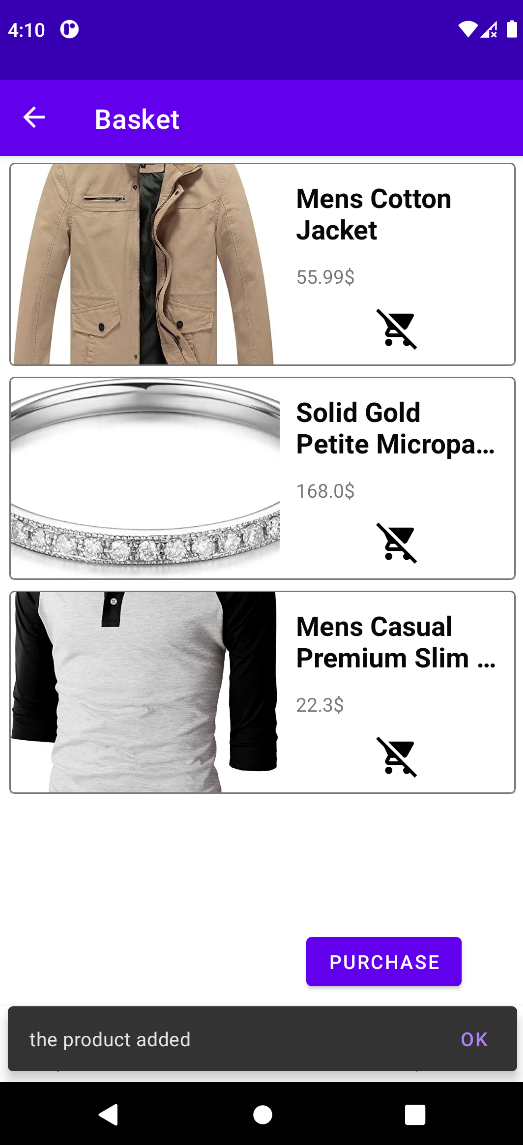 4:10
Basket
Mens Cotton
Jacket
55.99$
Solid Gold
Petite Micropa...
168.0$
Mens Casual
Premium Slim ...
22.3$
PURCHASE
the product added
OK